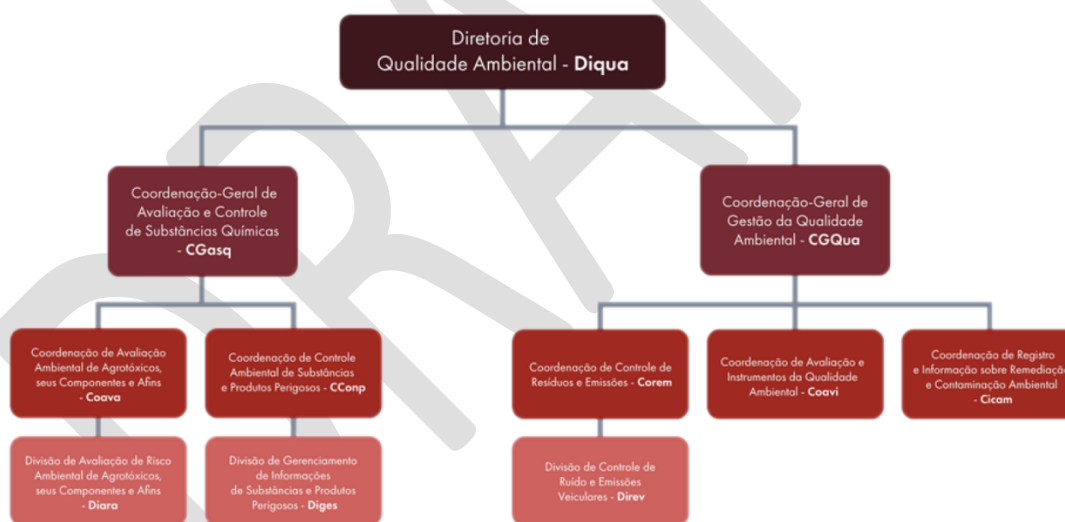 Diretoria de
Qualidade Ambiental - Diqua
Coordenação-Geral de
Avaliação e Controle
de Substâncias Químicas
- CGasq
Coordenação-Geral de
Gestão da Qualidade
Ambiental - CGQua
Coordenação de Avaliação
Ambiental de Agrotóxicos,
seus Componentes e Afins
- Coava
Coordenação de Controle
Ambiental de Substâncias
e Produtos Perigosos - CConp
Coordenação de Controle de
Resíduos e Emissões - Corem
Coordenação de Avaliação e
Instrumentos da Qualidade
Ambiental - Coavi
Coordenação de Registro
e Informação sobre Remediação
e Contaminação Ambiental
- Cicam
Divisão de Avaliação de Risco
Ambiental de Agrotóxicos,
seus Componentes e Afins
- Diara
Divisão de Gerenciamento
de Informações
de Substâncias e Produtos
Perigosos - Diges
Divisão de Controle de
Ruído e Emissões
Veiculares - Direv